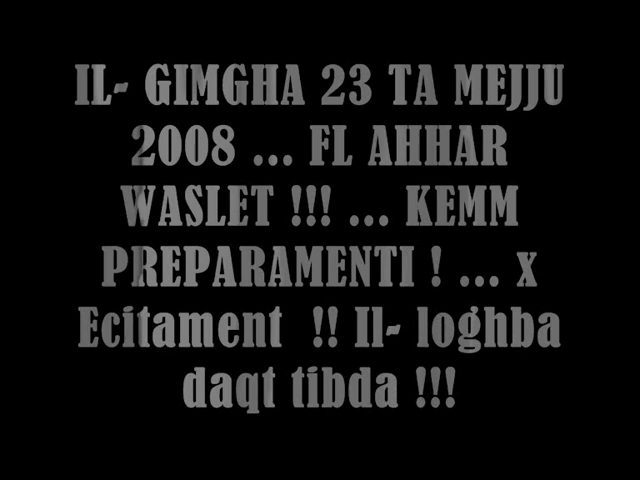 IL- GIMGHA 23 TA MEJJU
2008 ... FL AHHAR
WASLET !!! ... KEMM
PREPARAMENTI ! ... x
Ecitament !! Il- loghba
daqt tibda !!!